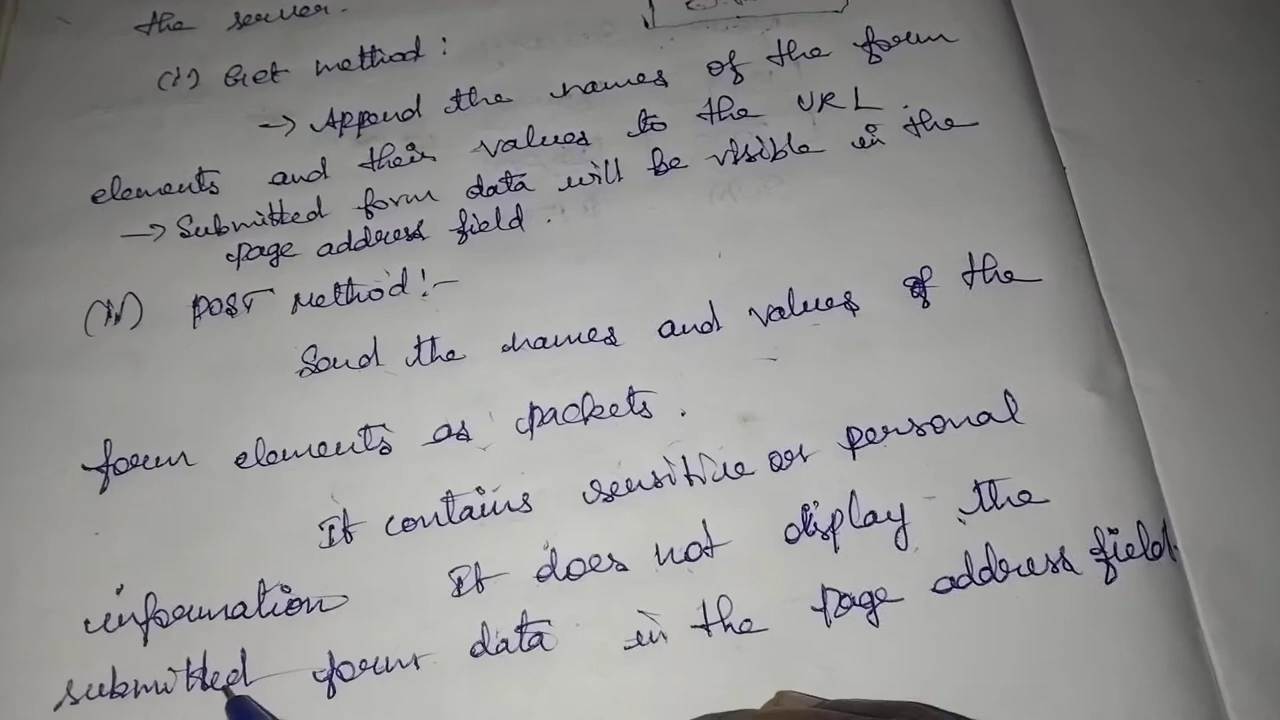 the server.
(i) Get method :
→ Append the names of the form
elements and their values to the URL .
→ Submitted form data will be visible in the
page address field .
(ii) POST Method :-
Send the names and values of the
form elements as packets .
It contains sensitive or personal
information It does not display the
submitted form data in the page address field.